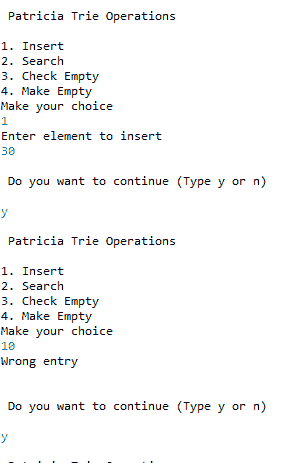 Patricia Trie Operations
1. Insert
2. Search
3. Check Empty
4. Make Empty
Make your choice
1
Enter element to insert
30
Do you want to continue (Type y or n)
y
Patricia Trie Operations
1. Insert
2. Search
3. Check Empty
4. Make Empty
Make your choice
10
Wrong entry
Do you want to continue (Type y or n)
y